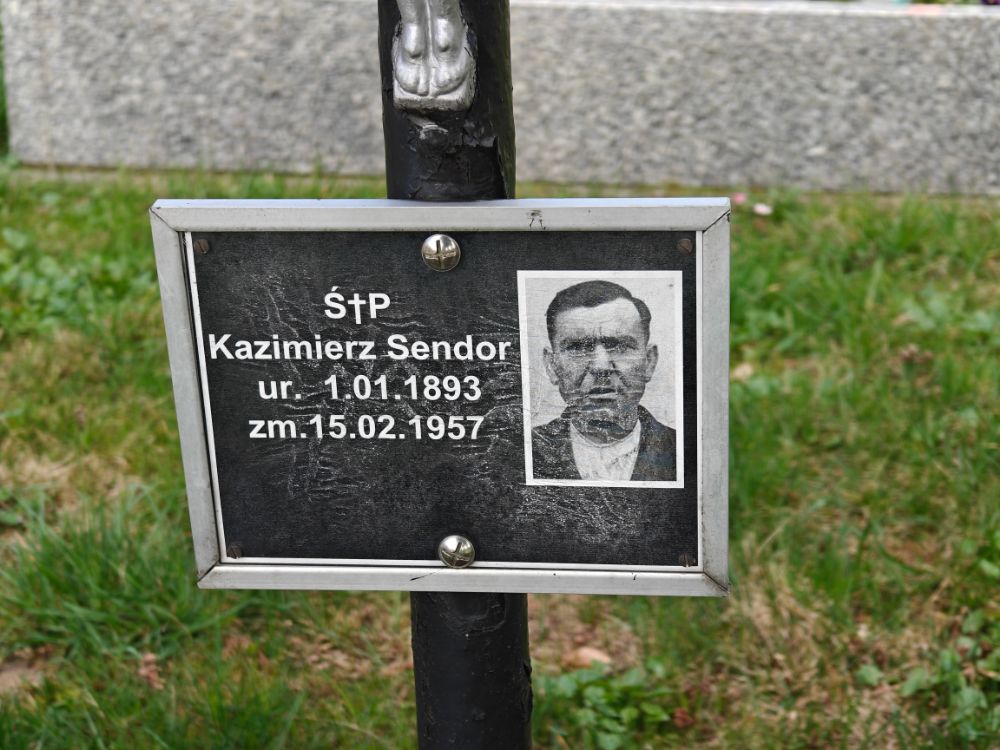 Ś†P
Kazimierz Sendor
ur. 1.01.1893
zm.15.02.1957